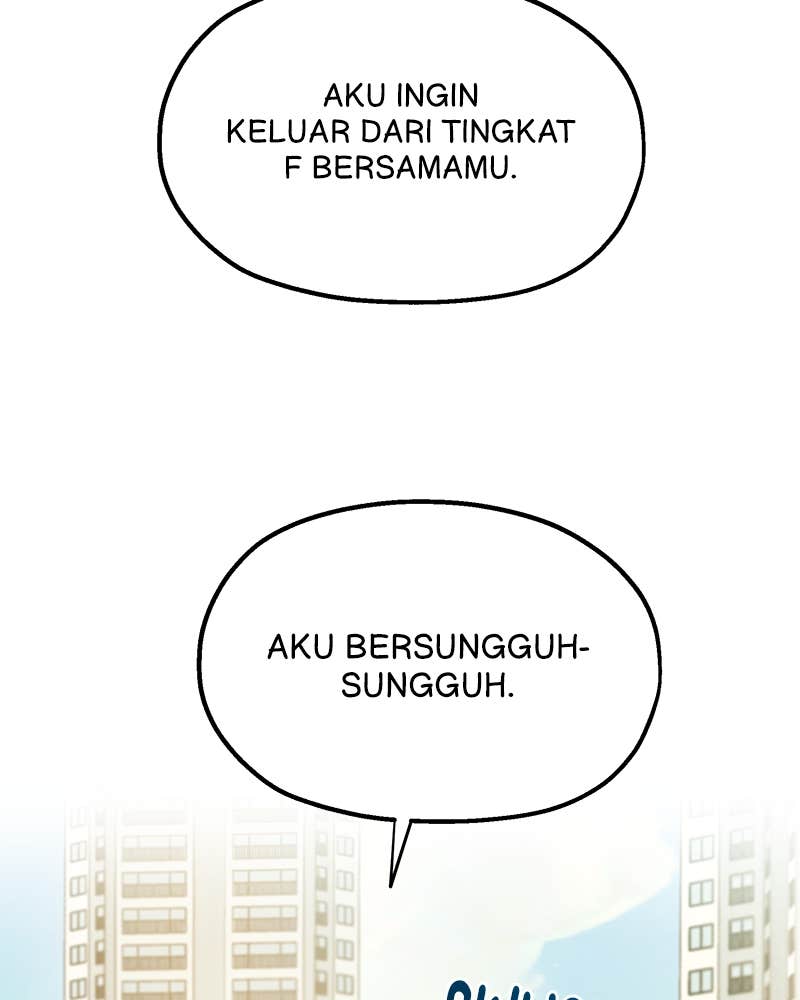 AKU INGIN
KELUAR DARI TINGKAT
F BERSAMAMU.
AKU BERSUNGGUH-
SUNGGUH.